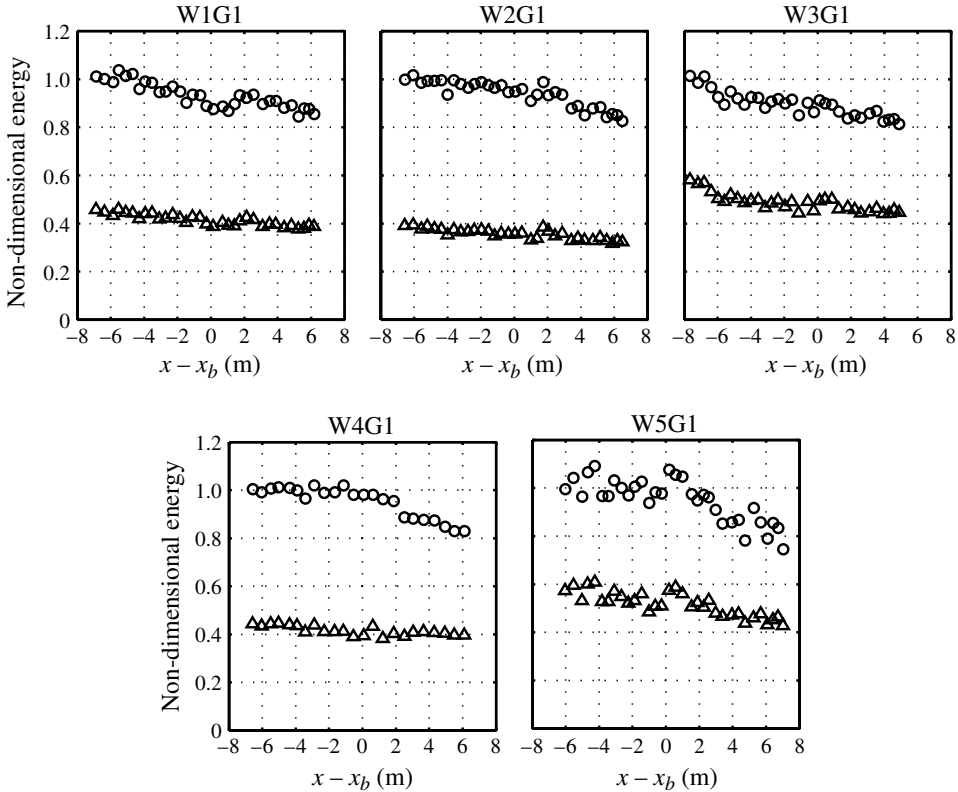 W1G1 W2G1 W3G1
Non-dimensional energy
1.2
1.0
0.8
0.6
0.4
0.2
0
−8 −6 −4 −2 0 2 4 6 8
x − x_b (m)
−8 −6 −4 −2 0 2 4 6 8
x − x_b (m)
−8 −6 −4 −2 0 2 4 6 8
x − x_b (m)
W4G1 W5G1
Non-dimensional energy
1.2
1.0
0.8
0.6
0.4
0.2
0
−8 −6 −4 −2 0 2 4 6 8
x − x_b (m)
−8 −6 −4 −2 0 2 4 6 8
x − x_b (m)